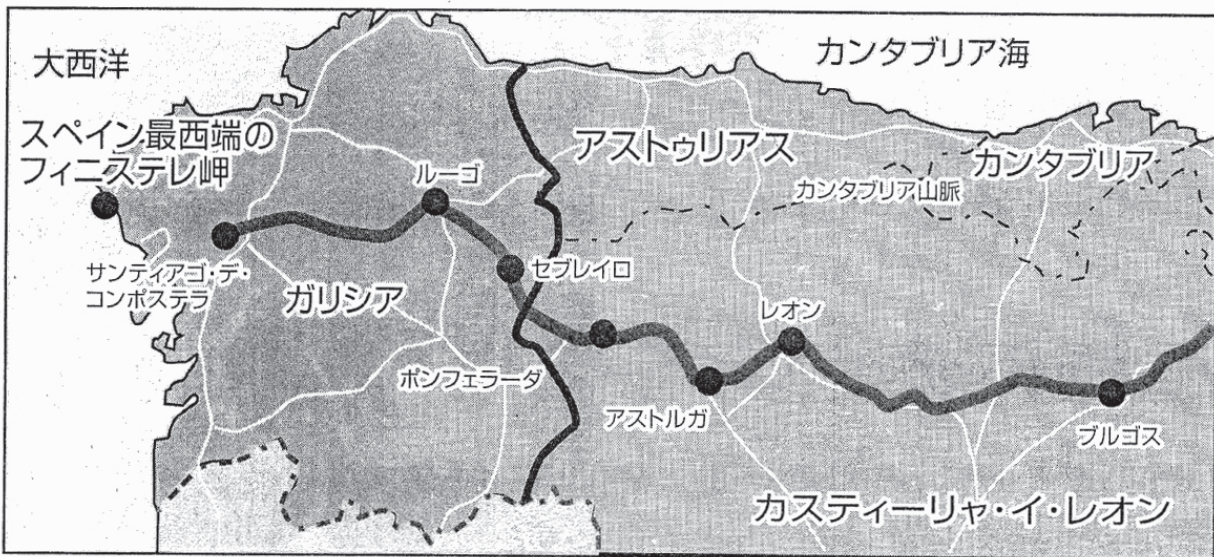 大西洋
カンタブリア海
スペイン最西端の
フィニステレ岬
アストゥリアス
カンタブリア
ルーゴ
カンタブリア山脈
サンティアゴ・デ・
コンポステラ
セブレイロ
ガリシア
レオン
ポンフェラーダ
アストルガ
ブルゴス
カスティーリャ・イ・レオン